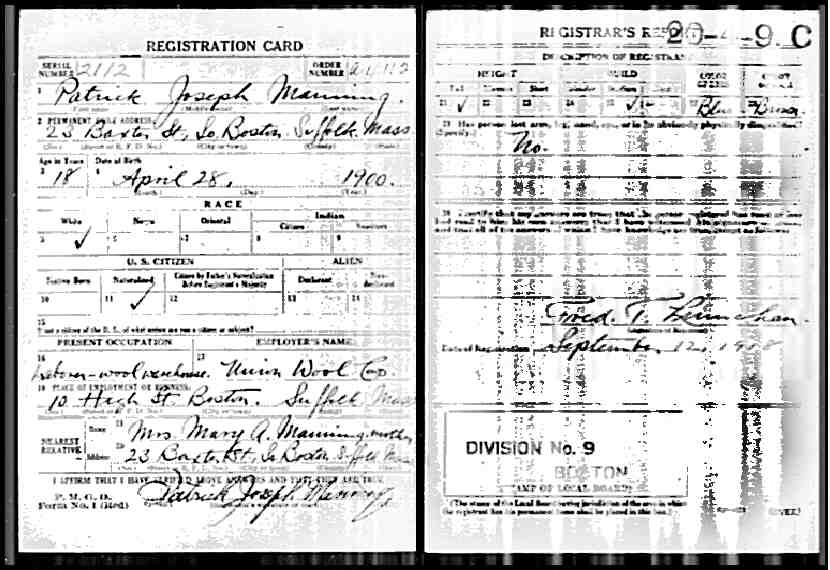 REGISTRATION CARD
SERIAL NUMBER 2112 ORDER NUMBER
1 Patrick Joseph Manning.
2 PERMANENT HOME ADDRESS:
23 Baxter St, So. Boston Suffolk Mass
(No.) (Street or R. F. D. No.) (City or town) (County) (State)
Age in Years Date of Birth
3 18 4 April 28, 1900.
(Month.) (Day.) (Year.)
RACE
White Negro Oriental Indian
Citizen
5 ✓ 6 7 8 9
U. S. CITIZEN ALIEN
Native Born Naturalized Citizen by Father's Naturalization Before Registrant's Majority Declarant Non-declarant
10 11 ✓ 12 13 14
15
If not a citizen of the U. S., of what nation are you a citizen or subject?
PRESENT OCCUPATION EMPLOYER'S NAME
16 Laborer-wool warehouse. 17 Union Wool Co
18 PLACE OF EMPLOYMENT OR BUSINESS:
10 High St. Boston. Suffolk Mass
(No.) (Street or R. F. D. No.) (City or town) (County) (State)
NEAREST RELATIVE Name 19 Mrs. Mary A. Manning, mother
Address 20 23 Baxter St, So Boston Suffolk Mass
I AFFIRM THAT I HAVE VERIFIED ABOVE ANSWERS AND THAT THEY ARE TRUE
P. M. G. O.
Form No. 1 (Red) Patrick Joseph Manning
REGISTRAR'S REPORT 20-4-9. C
DESCRIPTION OF REGISTRANT
HEIGHT BUILD COLOR OF EYES COLOR OF HAIR
Tall Medium Short Slender Medium Stout
21 ✓ 22 23 24 25 ✓ 26 27 Blue 28 Brown
29 Has person lost arm, leg, hand, eye, or is he obviously physically disqualified?
(Specify.)
No.
30 I certify that my answers are true; that the person registered has read or has had read to him his own answers; that I have witnessed his signature or mark, and that all of his answers of which I have knowledge are true, except as follows:
Fred. T.
(Signature of Registrar)
Date of Registration September 12, 1918
DIVISION No. 9
BOSTON
(STAMP OF LOCAL BOARD)
(The stamp of the Local Board having jurisdiction of the area in which the registrant has his permanent home shall be placed in this box.)
(OVER)